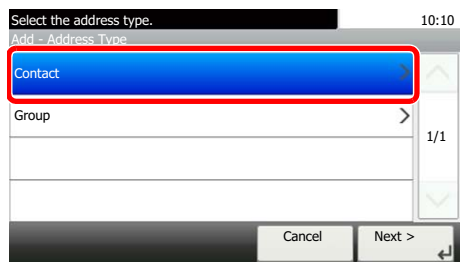 Select the address type. 10:10
Add - Address Type
Contact >
Group >
1/1
Cancel Next >